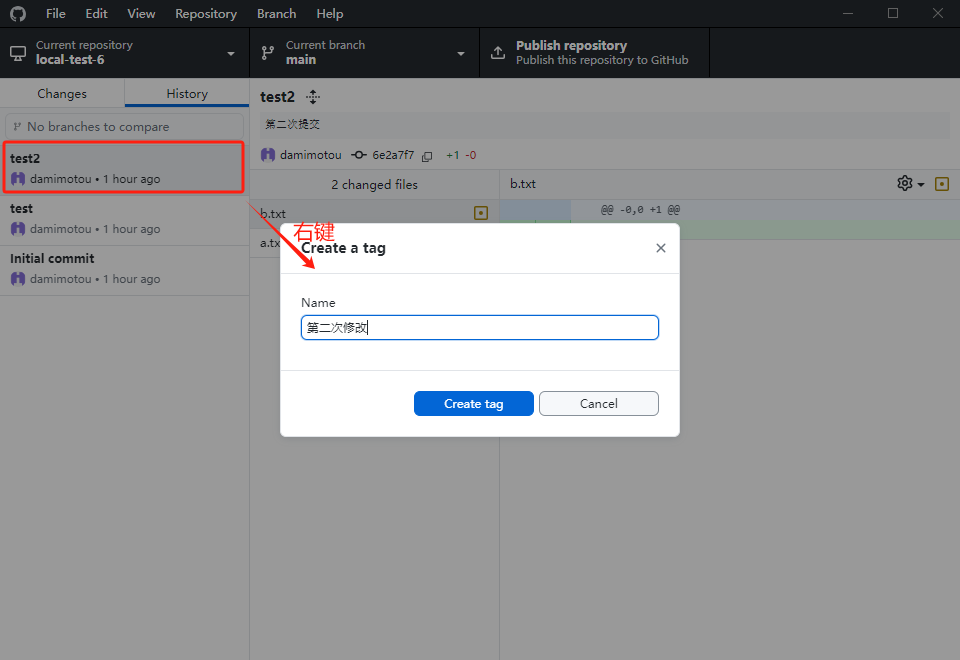 File Edit View Repository Branch Help
Current repository
local-test-6
Current branch
main
Publish repository
Publish this repository to GitHub
Changes
History
No branches to compare
test2
damimotou • 1 hour ago
test
damimotou • 1 hour ago
Initial commit
damimotou • 1 hour ago
test2
第二次提交
damimotou 6e2a7f7 +1 -0
2 changed files
b.txt
a.tx
b.txt
@@ -0,0 +1 @@
右键
Create a tag
Name
第二次修改
Create tag
Cancel